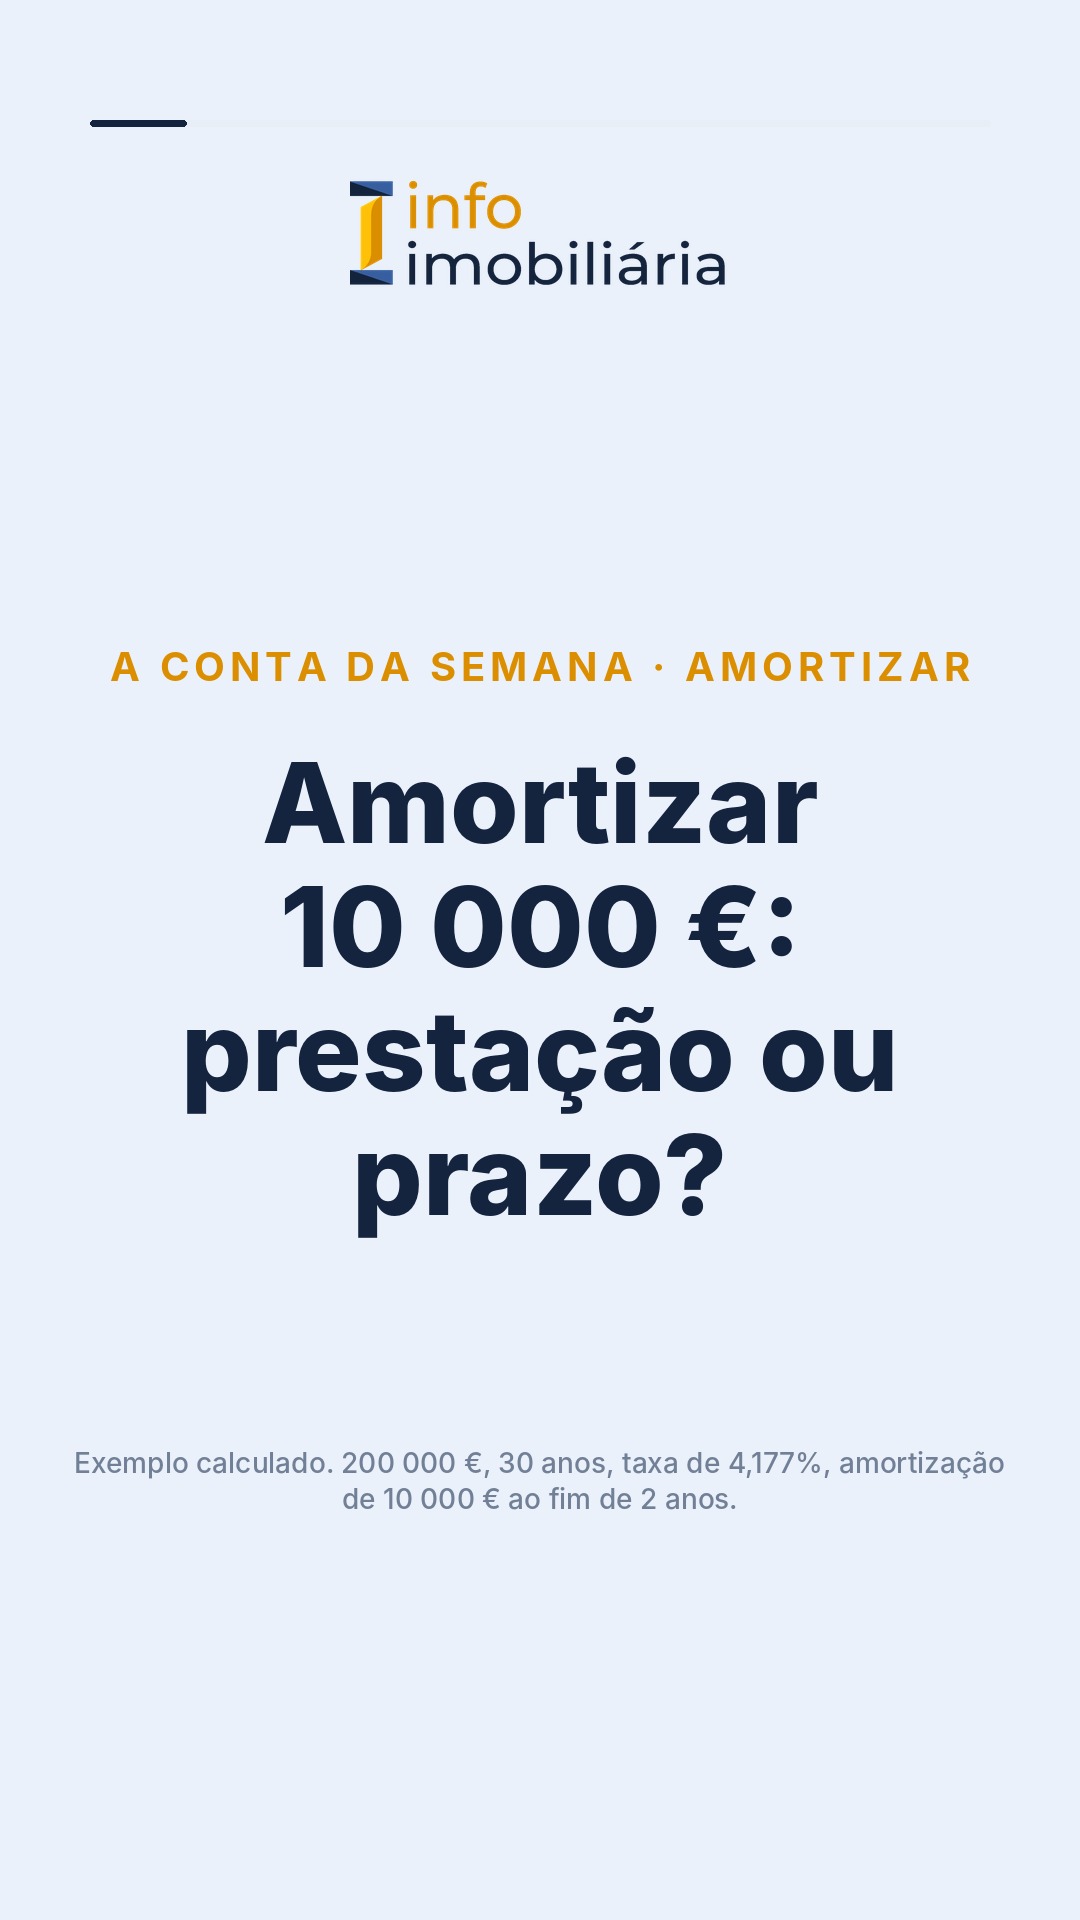 info
imobiliária
A CONTA DA SEMANA · AMORTIZAR
Amortizar
10 000 €:
prestação ou
prazo?
Exemplo calculado. 200 000 €, 30 anos, taxa de 4,177%, amortização
de 10 000 € ao fim de 2 anos.